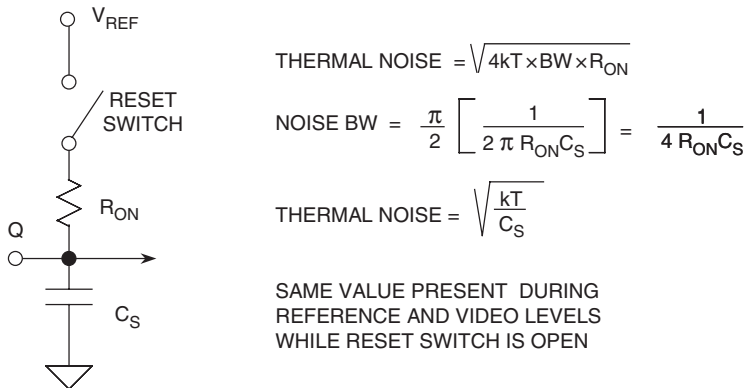 V_REF
RESET
SWITCH
R_ON
Q
C_S
THERMAL NOISE = √(4kT × BW × R_ON)
NOISE BW = π/2 [1/(2 π R_ON C_S)] = 1/(4 R_ON C_S)
THERMAL NOISE = √(kT/C_S)
SAME VALUE PRESENT DURING
REFERENCE AND VIDEO LEVELS
WHILE RESET SWITCH IS OPEN